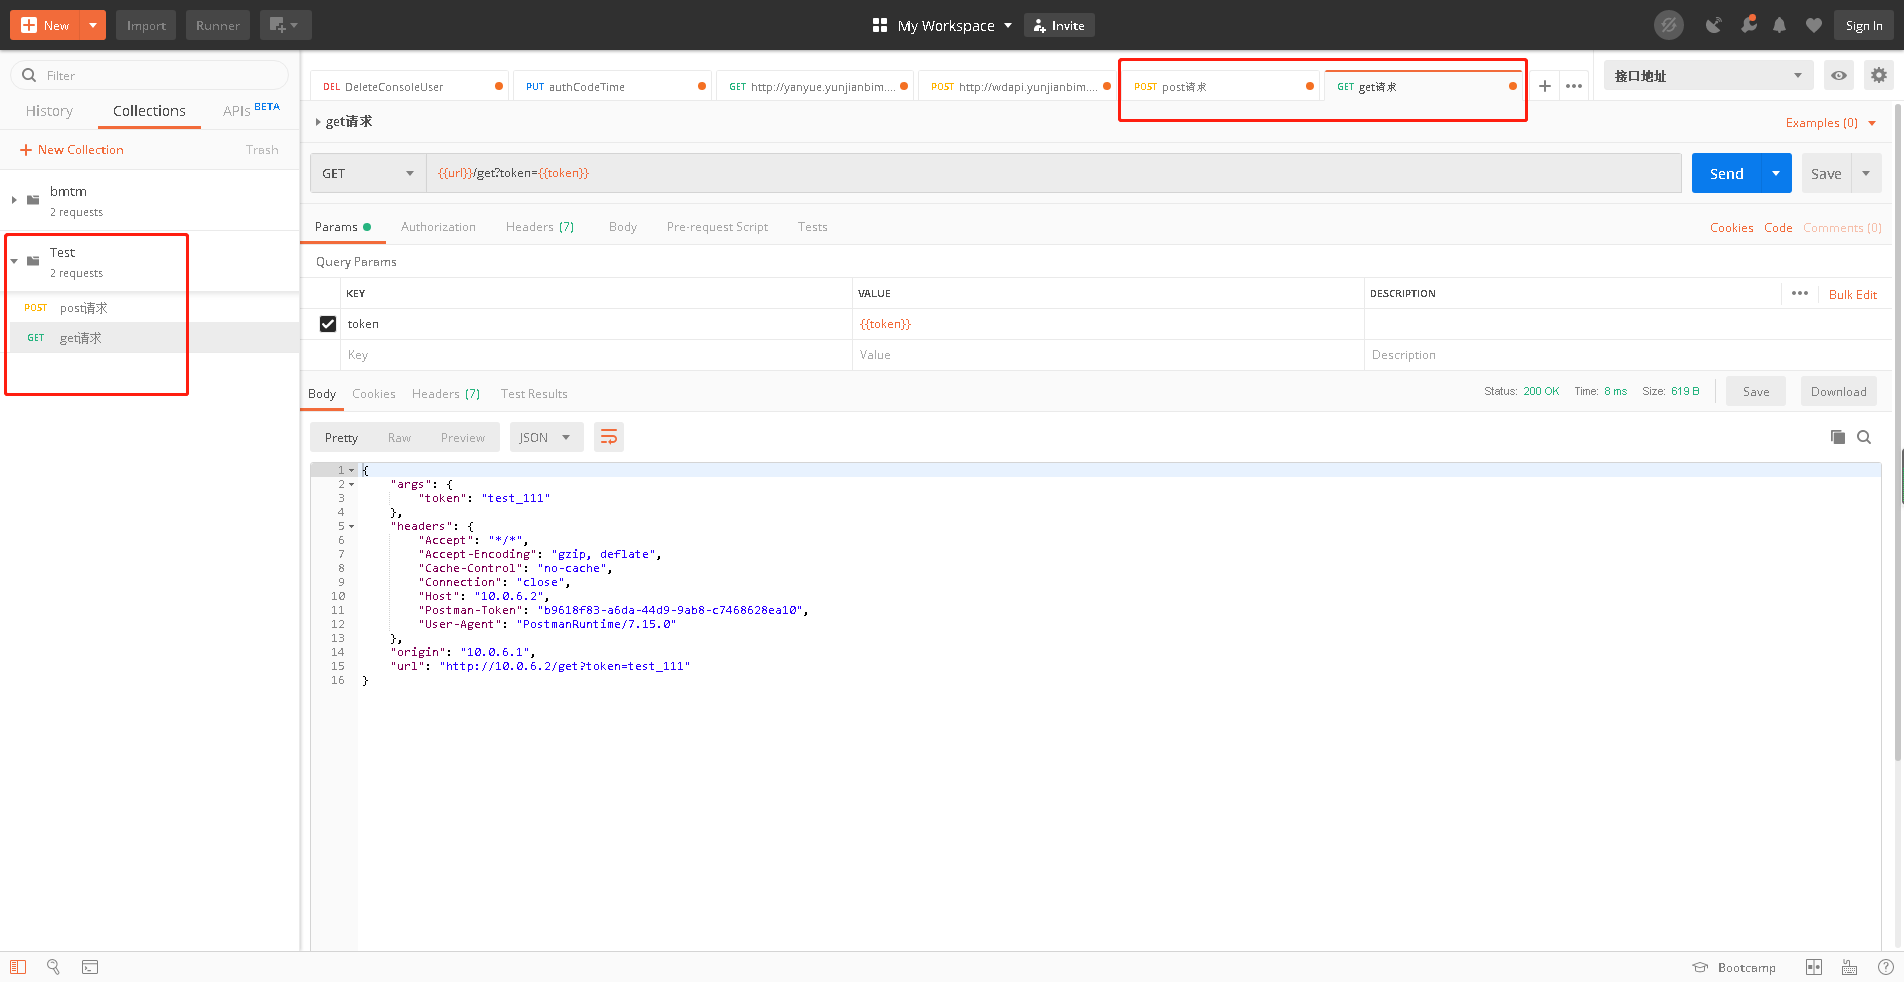 New
Import
Runner
My Workspace
Invite
Sign In
Filter
History
Collections
APIs BETA
New Collection
Trash
bmtm
2 requests
Test
2 requests
POST post请求
GET get请求
DEL DeleteConsoleUser
PUT authCodeTime
GET http://yanyue.yunjianbim....
POST http://wdapi.yunjianbim....
POST post请求
GET get请求
接口地址
get请求
Examples (0)
GET
{{url}}/get?token={{token}}
Send
Save
Params
Authorization
Headers (7)
Body
Pre-request Script
Tests
Cookies
Code
Comments (0)
Query Params
KEY
VALUE
DESCRIPTION
Bulk Edit
token
{{token}}
Key
Value
Description
Body
Cookies
Headers (7)
Test Results
Status: 200 OK
Time: 8 ms
Size: 619 B
Save
Download
Pretty
Raw
Preview
JSON
1 {
2 "args": {
3 "token": "test_111"
4 },
5 "headers": {
6 "Accept": "*/*",
7 "Accept-Encoding": "gzip, deflate",
8 "Cache-Control": "no-cache",
9 "Connection": "close",
10 "Host": "10.0.6.2",
11 "Postman-Token": "b9618f83-a6da-44d9-9ab8-c7468628ea10",
12 "User-Agent": "PostmanRuntime/7.15.0"
13 },
14 "origin": "10.0.6.1",
15 "url": "http://10.0.6.2/get?token=test_111"
16 }
Bootcamp